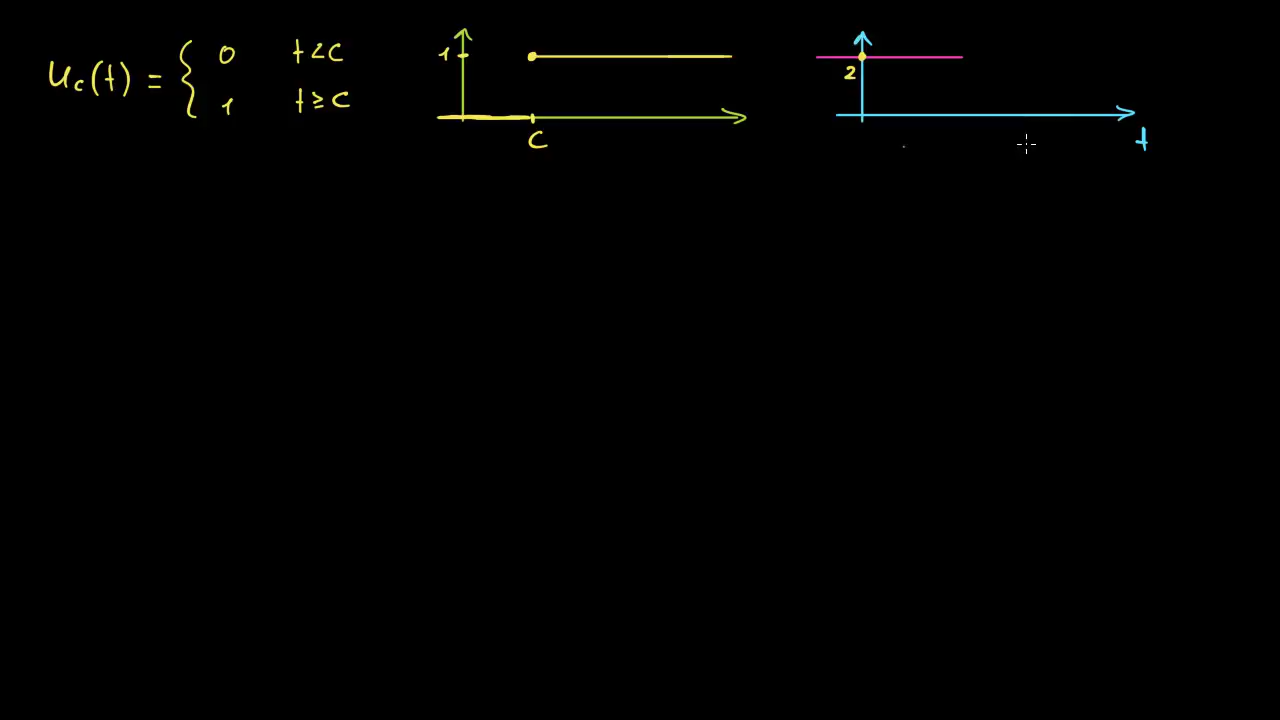 u_c(t) = { 0 t < c
1 t ≥ c
1
c
2
t